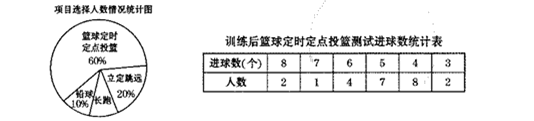 项目选择人数情况统计图
篮球定时
定点投篮
60%
立定跳远
20%
铅球
10%
长跑
训练后篮球定时定点投篮测试进球数统计表
进球数(个) 8 7 6 5 4 3
人数 2 1 4 7 8 2